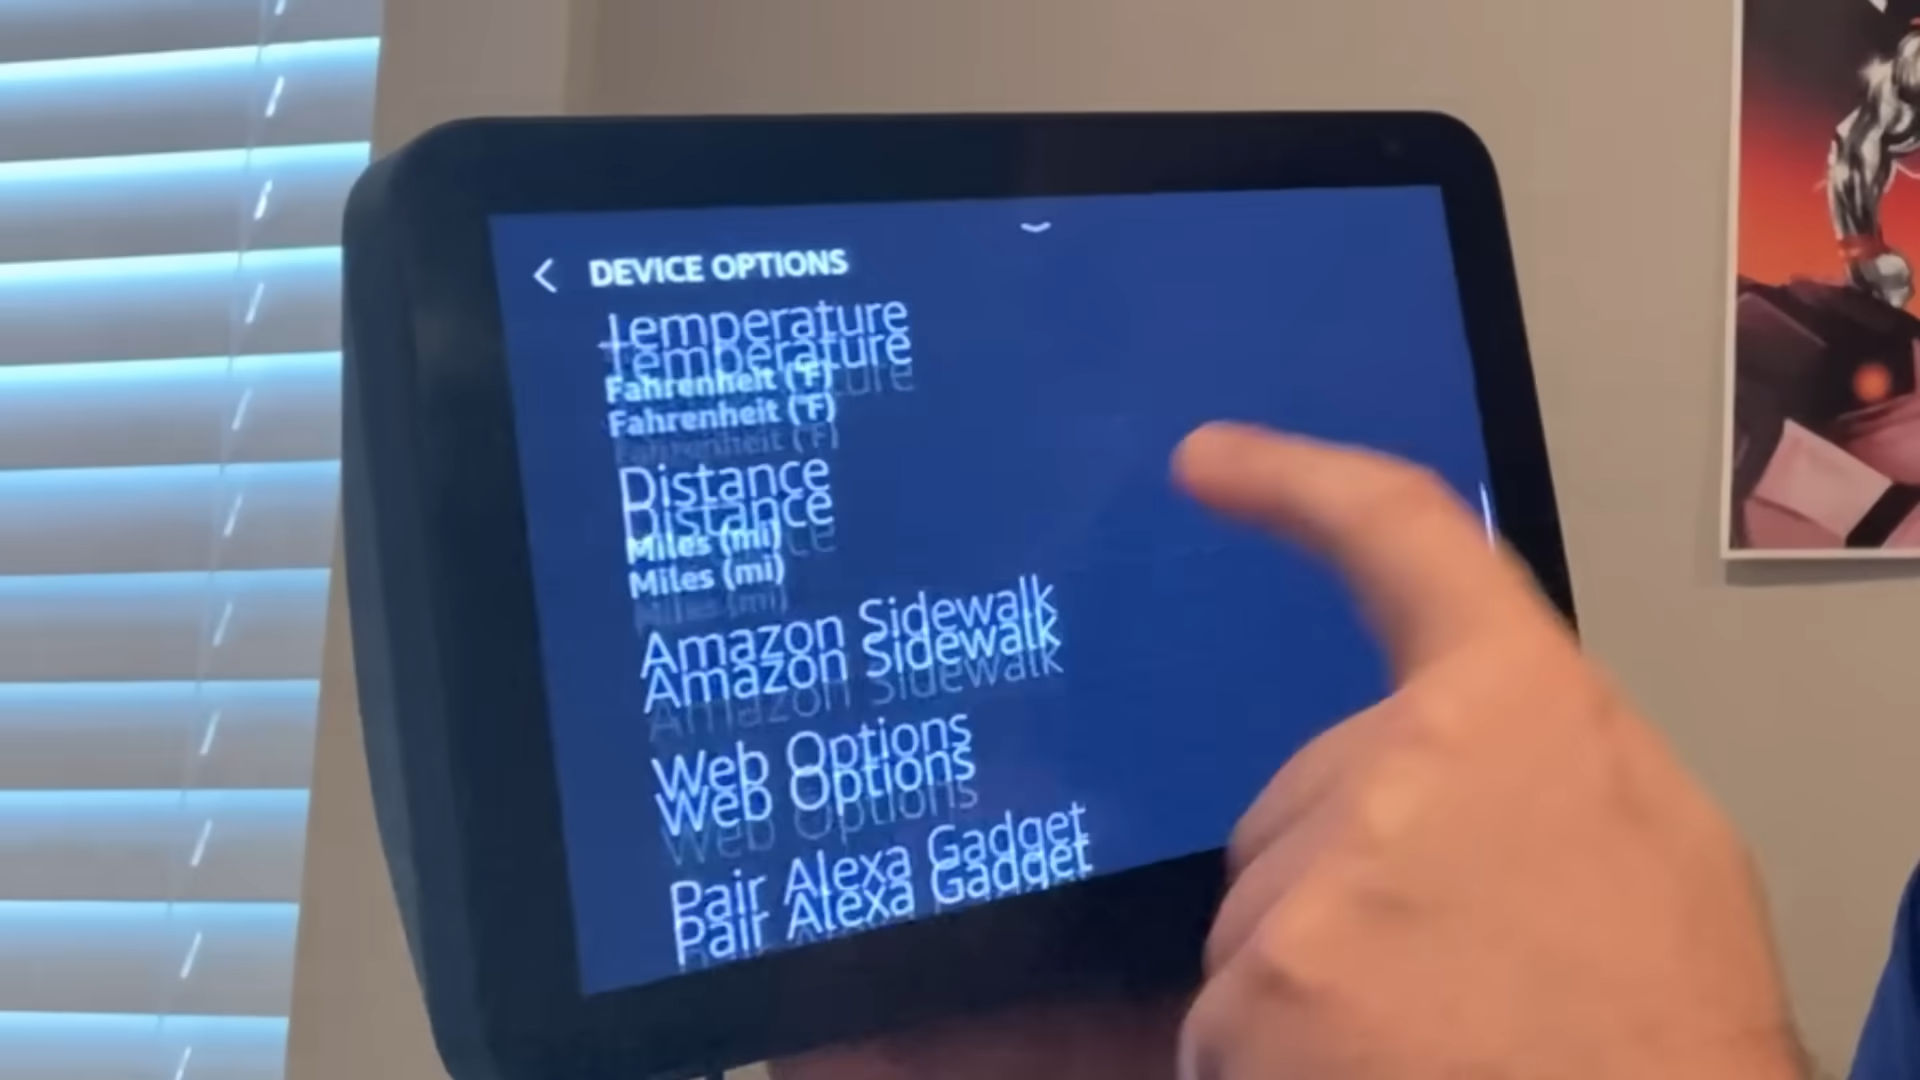 DEVICE OPTIONS
Temperature
Fahrenheit (°F)
Distance
Miles (mi)
Amazon Sidewalk
Web Options
Pair Alexa Gadget